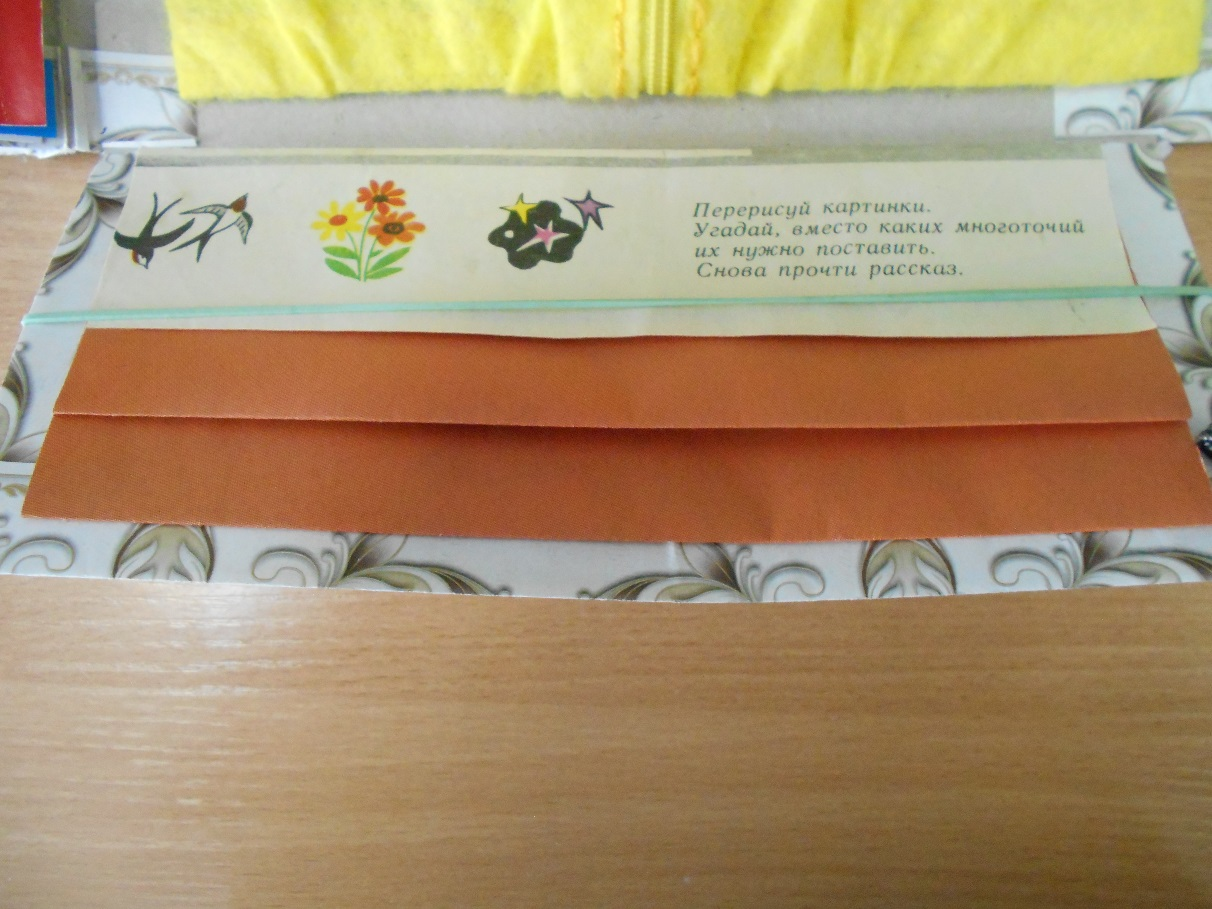 Перерисуй картинки.
Угадай, вместо каких многоточий
их нужно поставить.
Снова прочти рассказ.